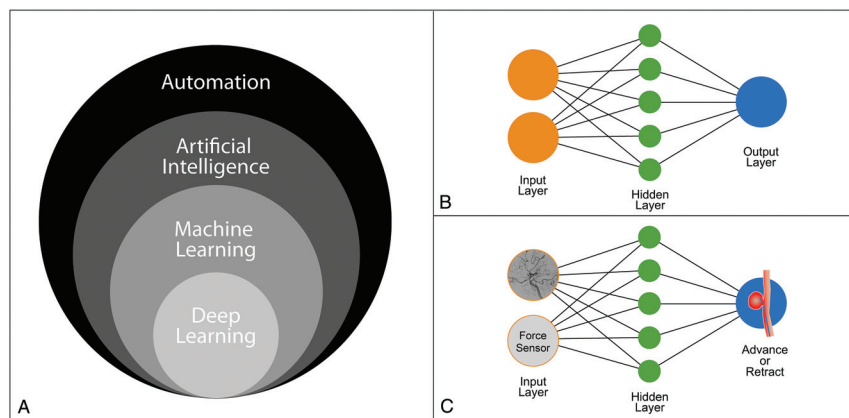 Automation
Artificial
Intelligence
Machine
Learning
Deep
Learning
A
Input
Layer
Hidden
Layer
Output
Layer
B
Force
Sensor
Input
Layer
Hidden
Layer
Advance
or
Retract
C